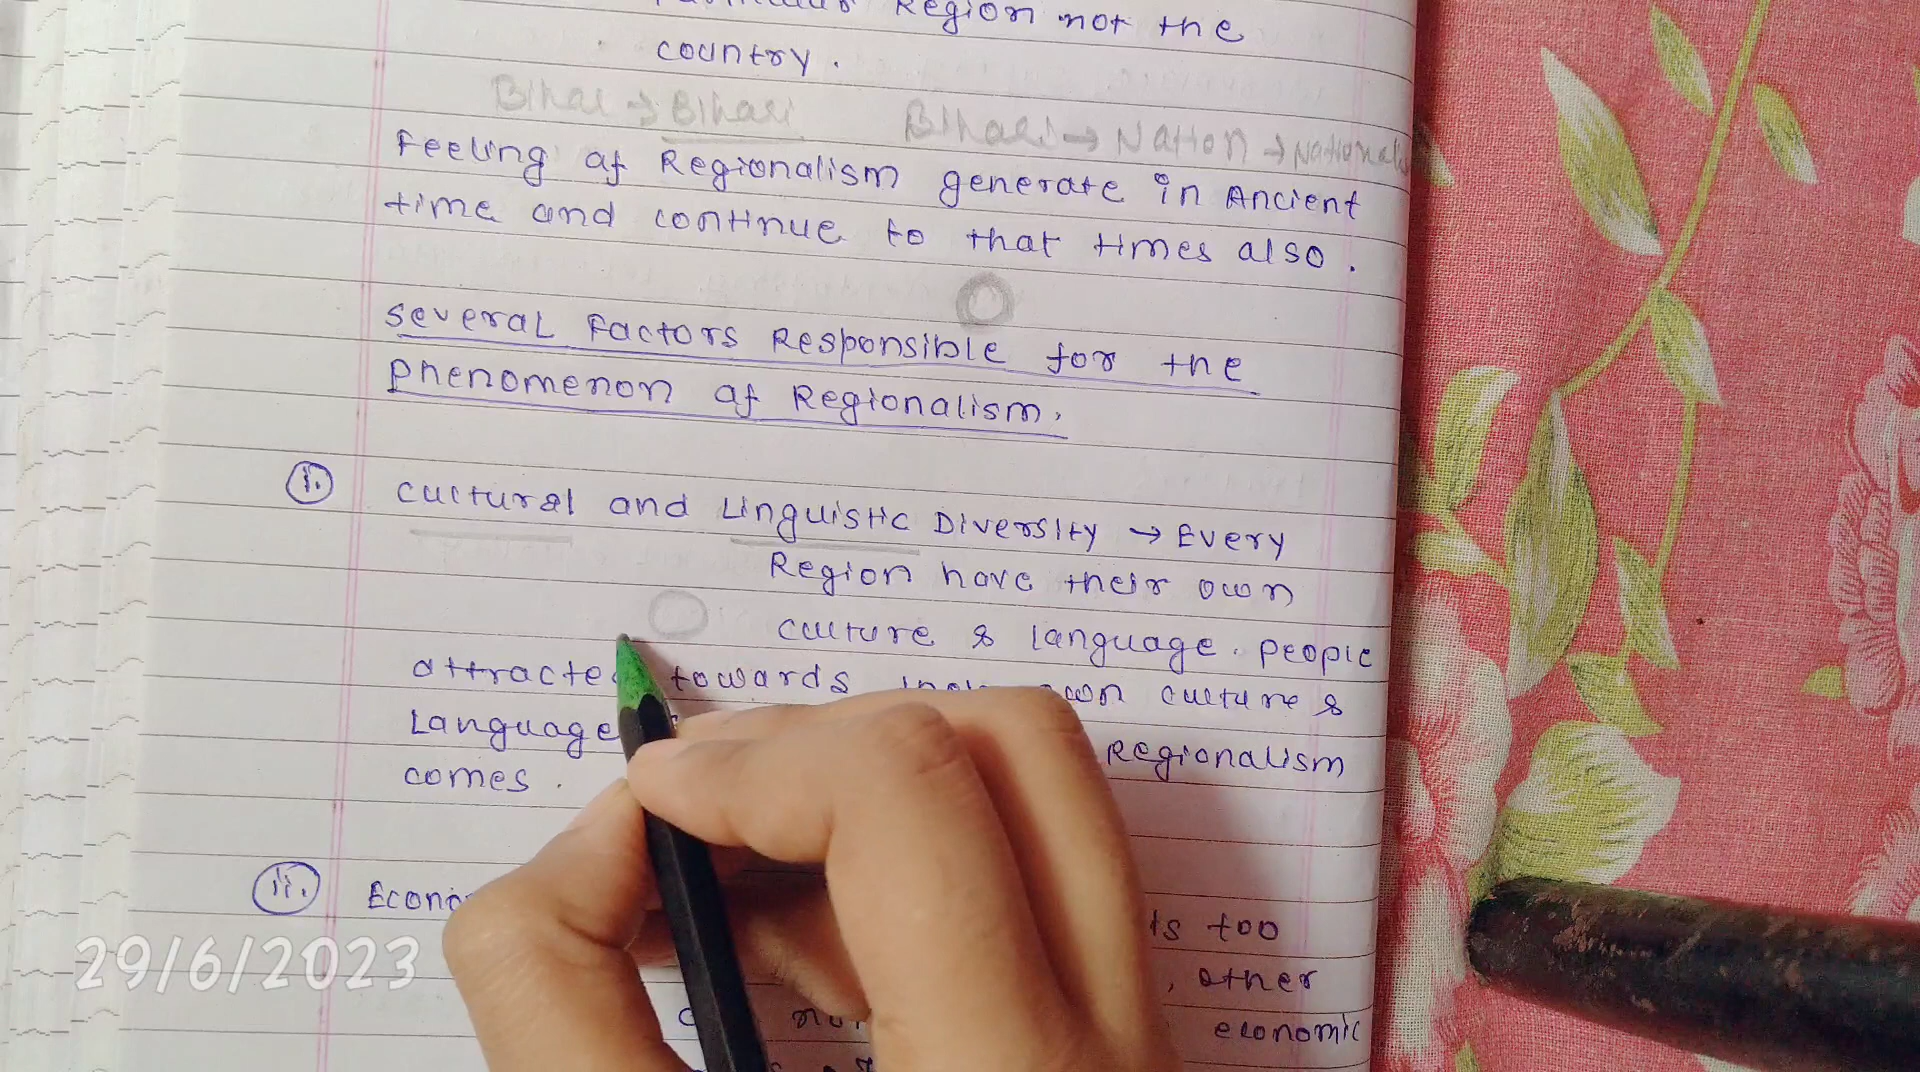 Region not the
country.
Bihar → Bihari Bihari → Nation → National
Feeling of Regionalism generate in Ancient
time and continue to that times also.
Several Factors Responsible for the
phenomenon of Regionalism.
i. Cultural and Linguistic Diversity → Every
Region have their own
culture & language. People
attracted towards own culture &
Language Regionalism
comes.
ii. Econo
ts too
, other
economic
29/6/2023